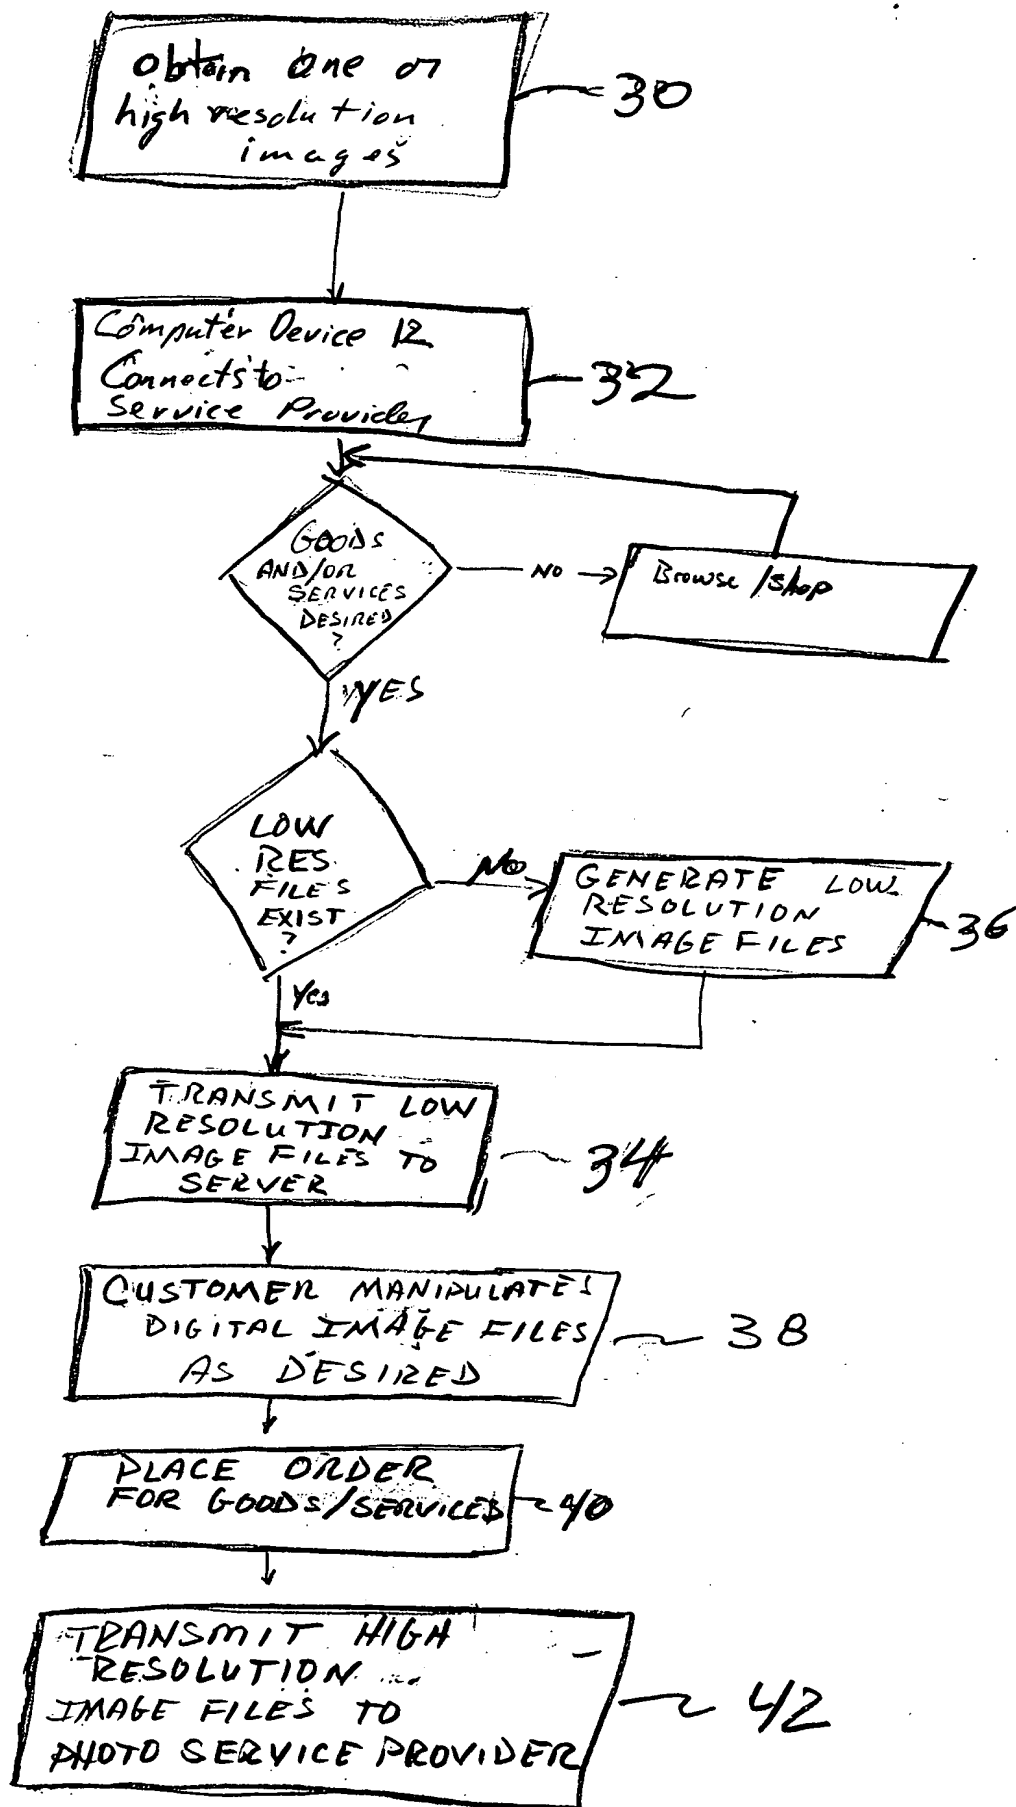 obtain one or
high resolution
images
30
Computer Device 12
Connects to
Service Provider
32
GOODS
AND/OR
SERVICES
DESIRED
?
NO
Browse/shop
YES
LOW
RES
FILES
EXIST
?
No
GENERATE LOW
RESOLUTION
IMAGE FILES
36
Yes
TRANSMIT LOW
RESOLUTION
IMAGE FILES TO
SERVER
34
CUSTOMER MANIPULATES
DIGITAL IMAGE FILES
AS DESIRED
38
PLACE ORDER
FOR GOODS/SERVICES
40
TRANSMIT HIGH
RESOLUTION
IMAGE FILES TO
PHOTO SERVICE PROVIDER
42